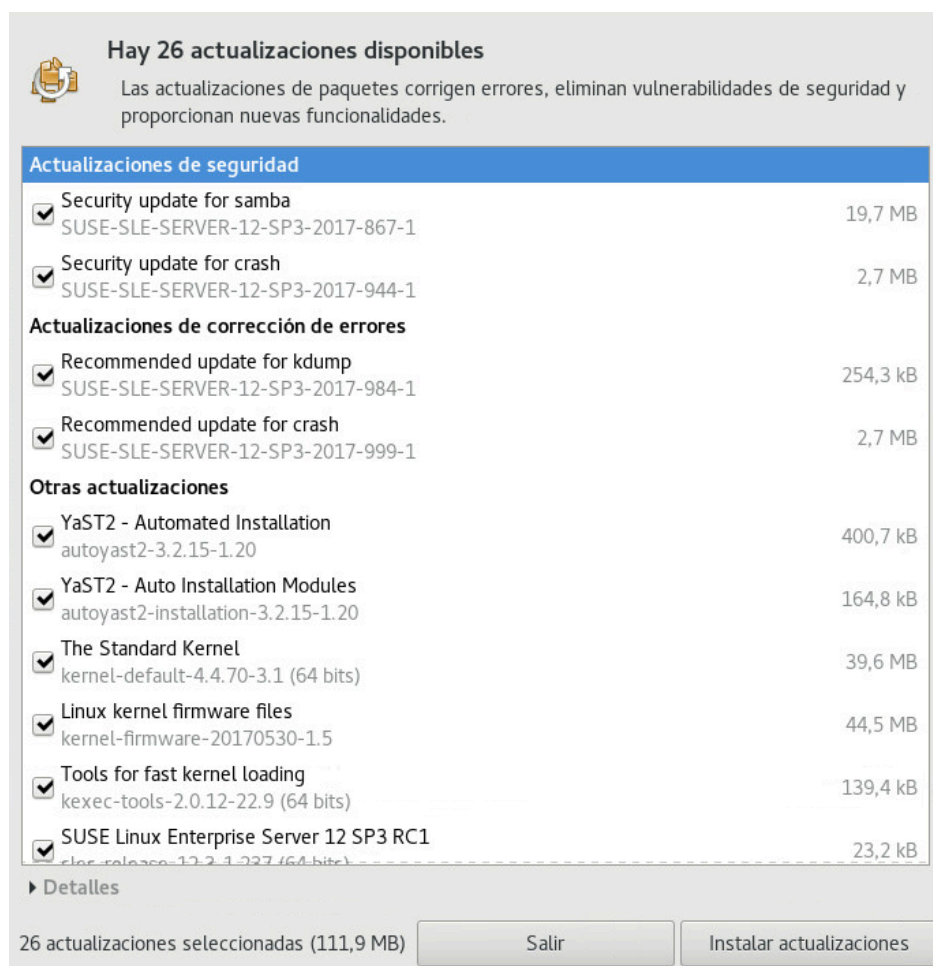 Hay 26 actualizaciones disponibles
Las actualizaciones de paquetes corrigen errores, eliminan vulnerabilidades de seguridad y
proporcionan nuevas funcionalidades.
Actualizaciones de seguridad
Security update for samba
19,7 MB
SUSE-SLE-SERVER-12-SP3-2017-867-1
Security update for crash
2,7 MB
SUSE-SLE-SERVER-12-SP3-2017-944-1
Actualizaciones de corrección de errores
Recommended update for kdump
254,3 kB
SUSE-SLE-SERVER-12-SP3-2017-984-1
Recommended update for crash
2,7 MB
SUSE-SLE-SERVER-12-SP3-2017-999-1
Otras actualizaciones
YaST2 - Automated Installation
400,7 kB
autoyast2-3.2.15-1.20
YaST2 - Auto Installation Modules
164,8 kB
autoyast2-installation-3.2.15-1.20
The Standard Kernel
39,6 MB
kernel-default-4.4.70-3.1 (64 bits)
Linux kernel firmware files
44,5 MB
kernel-firmware-20170530-1.5
Tools for fast kernel loading
139,4 kB
kexec-tools-2.0.12-22.9 (64 bits)
SUSE Linux Enterprise Server 12 SP3 RC1
23,2 kB
sles-release-12.3-1.237 (64 bits)
Detalles
26 actualizaciones seleccionadas (111,9 MB)
Salir
Instalar actualizaciones